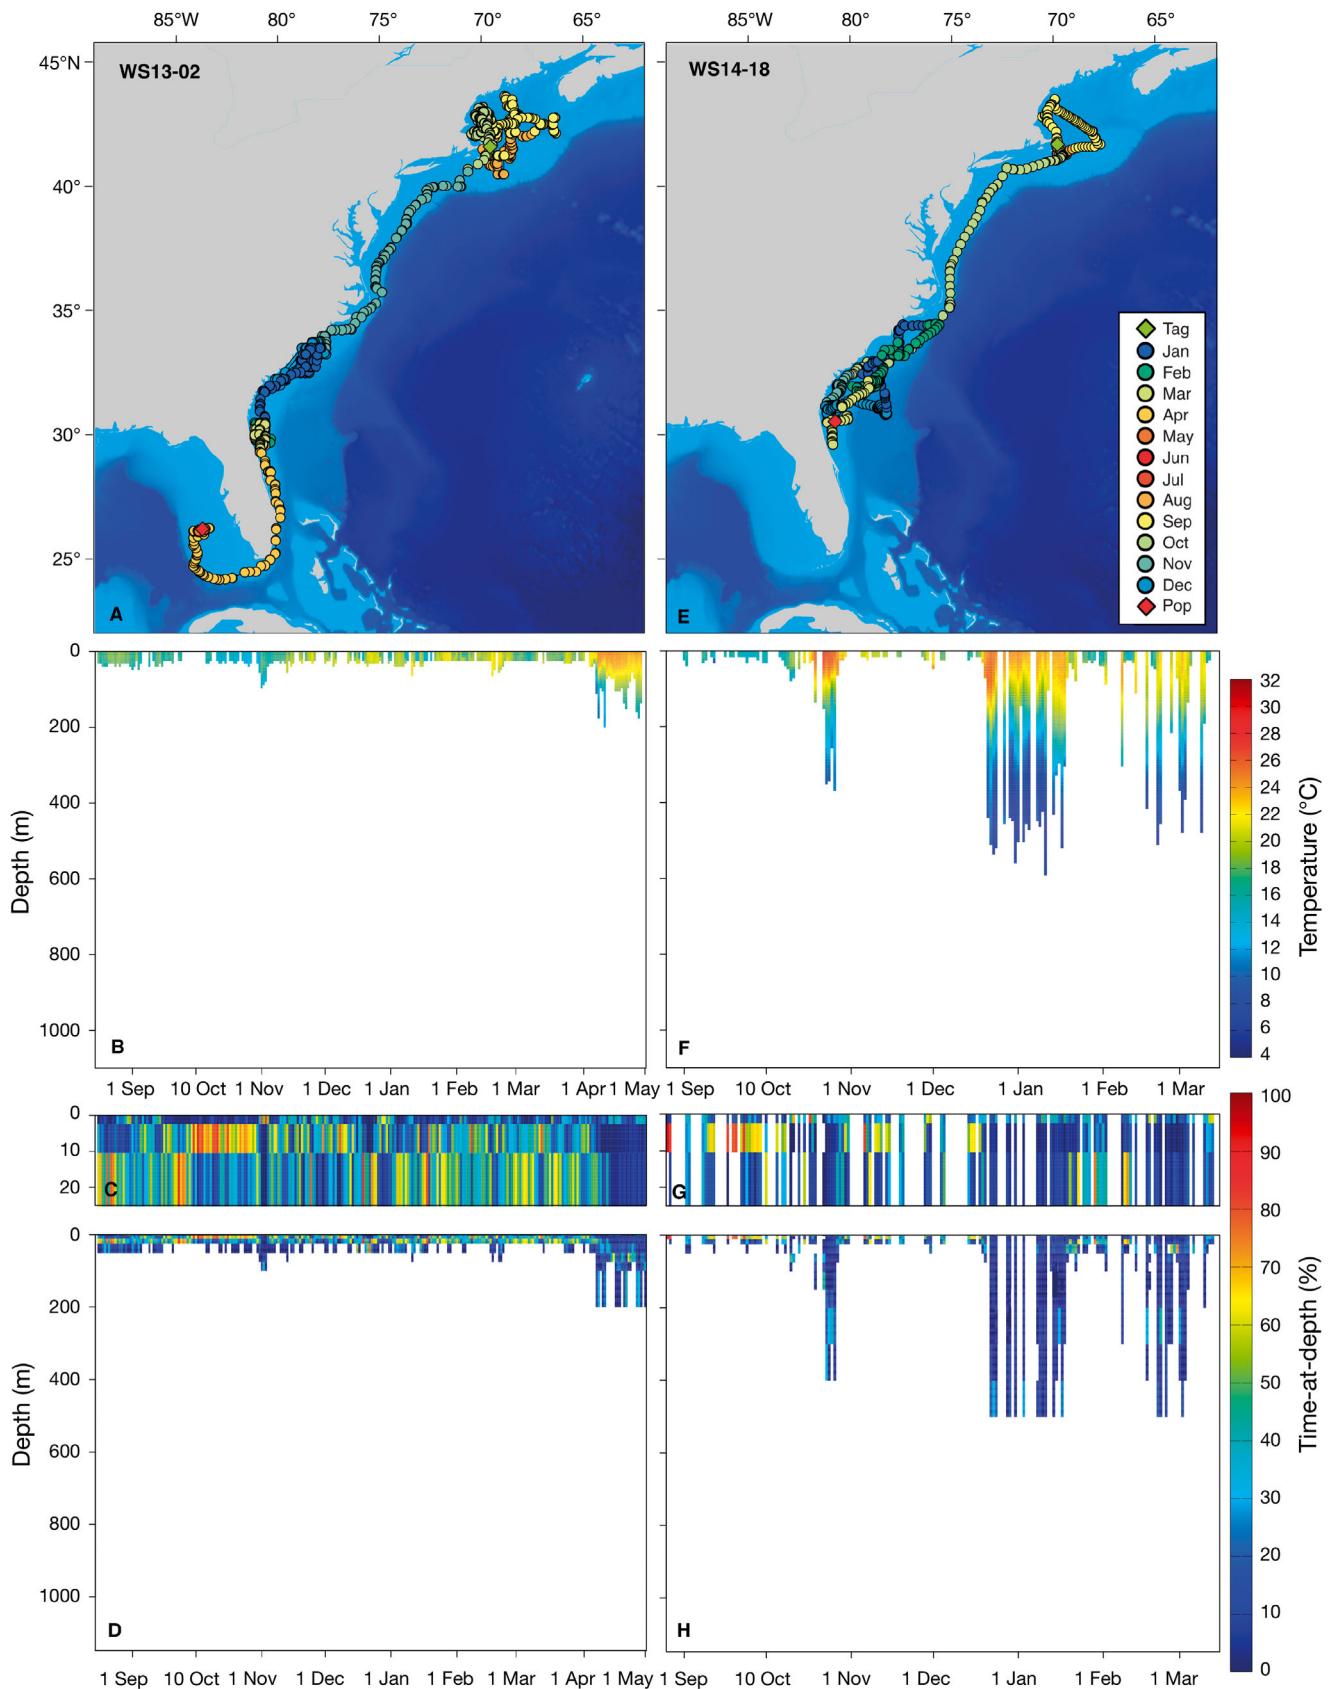 85°W 80° 75° 70° 65° 85°W 80° 75° 70° 65°
45°N
WS13-02
WS14-18
40°
35°
30°
25°
A
E
Tag
Jan
Feb
Mar
Apr
May
Jun
Jul
Aug
Sep
Oct
Nov
Dec
Pop
0
200
400
600
800
1000
Depth (m)
B
F
32
30
28
26
24
22
20
18
16
14
12
10
8
6
4
Temperature (°C)
1 Sep 10 Oct 1 Nov 1 Dec 1 Jan 1 Feb 1 Mar 1 Apr 1 May 1 Sep 10 Oct 1 Nov 1 Dec 1 Jan 1 Feb 1 Mar
0
10
20
C
G
0
200
400
600
800
1000
Depth (m)
D
H
100
90
80
70
60
50
40
30
20
10
0
Time-at-depth (%)
1 Sep 10 Oct 1 Nov 1 Dec 1 Jan 1 Feb 1 Mar 1 Apr 1 May 1 Sep 10 Oct 1 Nov 1 Dec 1 Jan 1 Feb 1 Mar